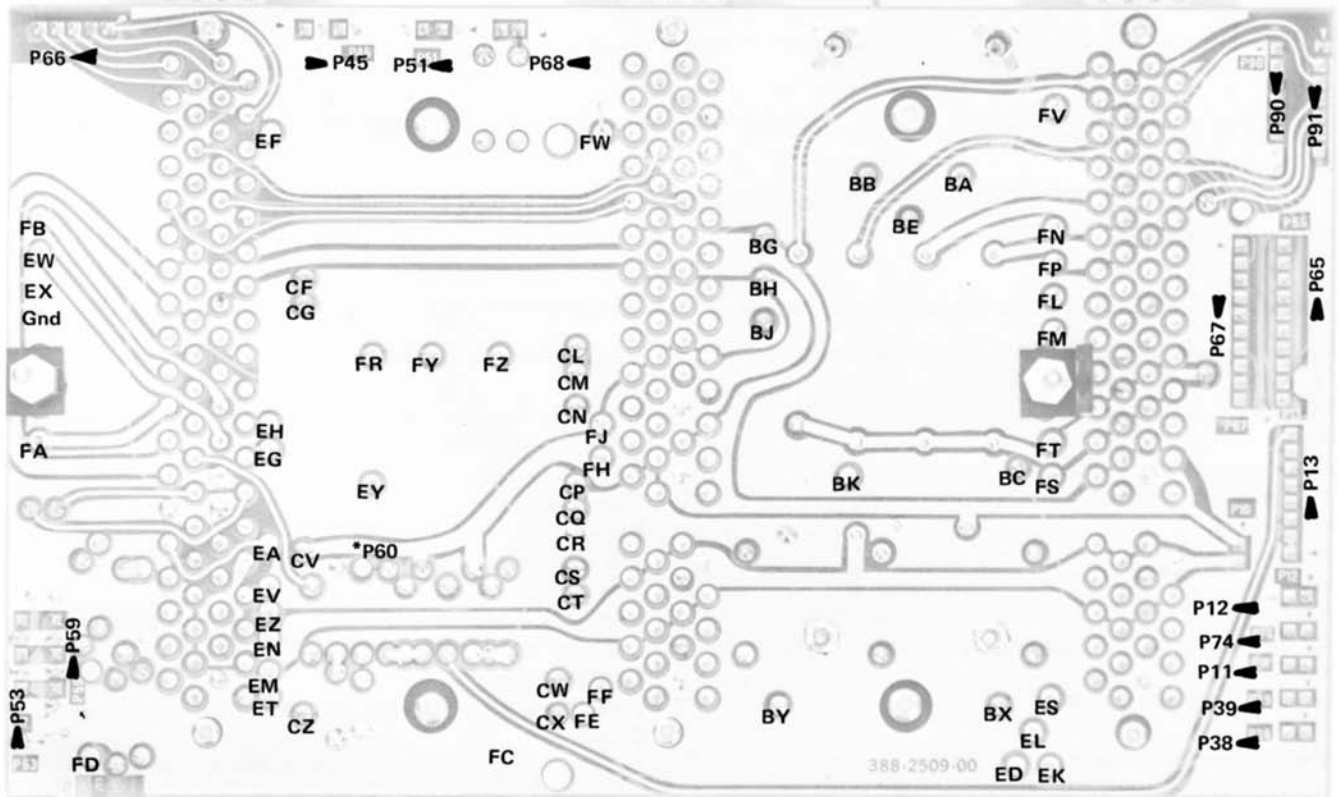 P66
P45
P51
P68
P90
P91
EF
FW
FV
BB
BA
BE
FB
EW
EX
Gnd
BG
FN
FP
BH
FL
BJ
FM
P65
P67
CF
CG
FR
FY
FZ
CL
CM
CN
FJ
EH
EG
FA
FH
FT
BK
BC
FS
P13
EY
CP
CQ
CR
EA
CV
*P60
CS
CT
EV
EZ
EN
P12
P74
P11
P39
P38
P59
P53
EM
ET
CZ
CW
FF
CX
FE
BY
BX
ES
EL
FD
FC
388-2509-00
ED
EK